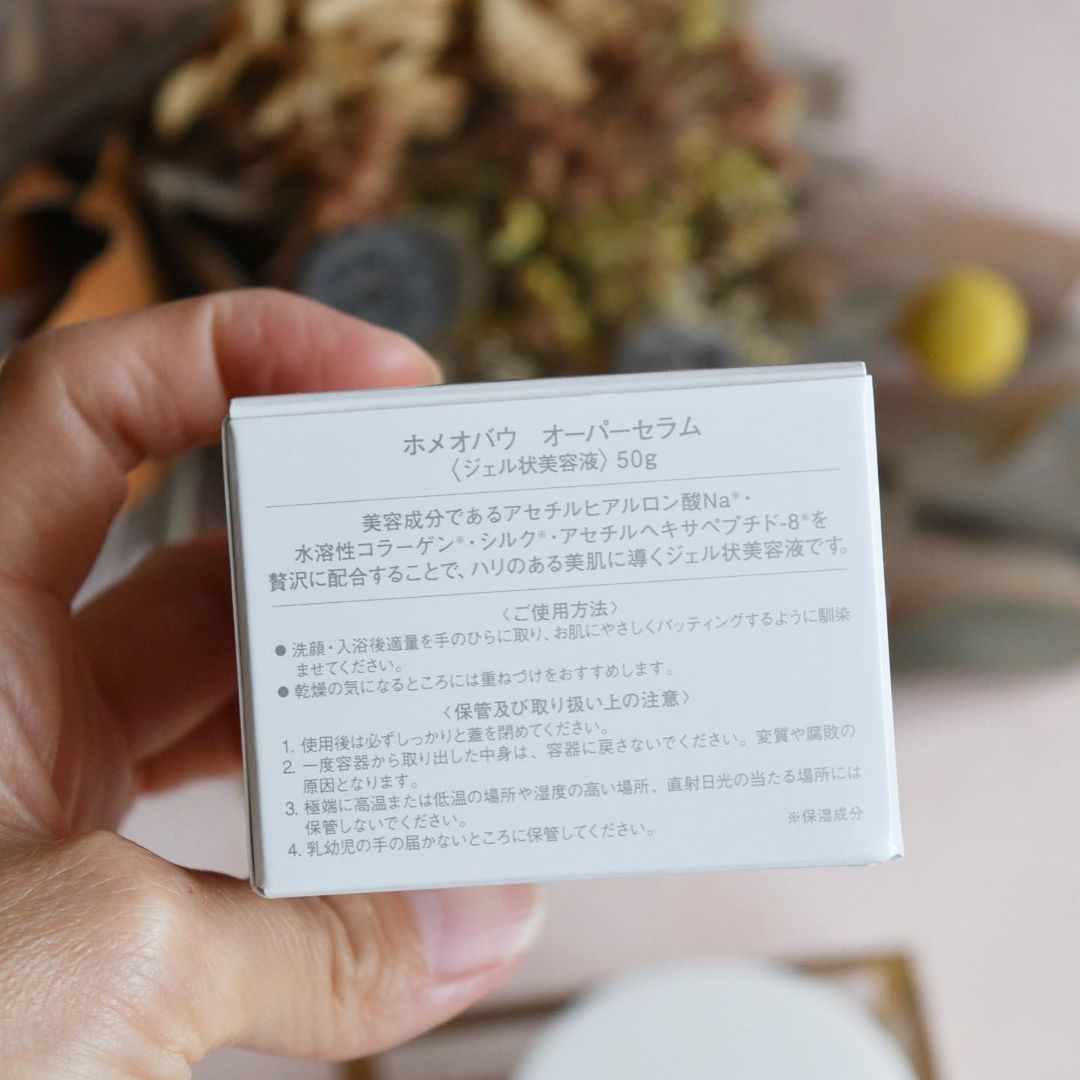 ホメオバウ　オーパーセラム
〈ジェル状美容液〉 50g
美容成分であるアセチルヒアルロン酸Na※・
水溶性コラーゲン※・シルク※・アセチルヘキサペプチド-8※を
贅沢に配合することで、ハリのある美肌に導くジェル状美容液です。
〈ご使用方法〉
● 洗顔・入浴後適量を手のひらに取り、お肌にやさしくパッティングするように馴染
ませてください。
● 乾燥の気になるところには重ねづけをおすすめします。
〈保管及び取り扱い上の注意〉
1. 使用後は必ずしっかりと蓋を閉めてください。
2. 一度容器から取り出した中身は、容器に戻さないでください。変質や腐敗の
原因となります。
3. 極端に高温または低温の場所や湿度の高い場所、直射日光の当たる場所には
保管しないでください。
4. 乳幼児の手の届かないところに保管してください。
※保湿成分